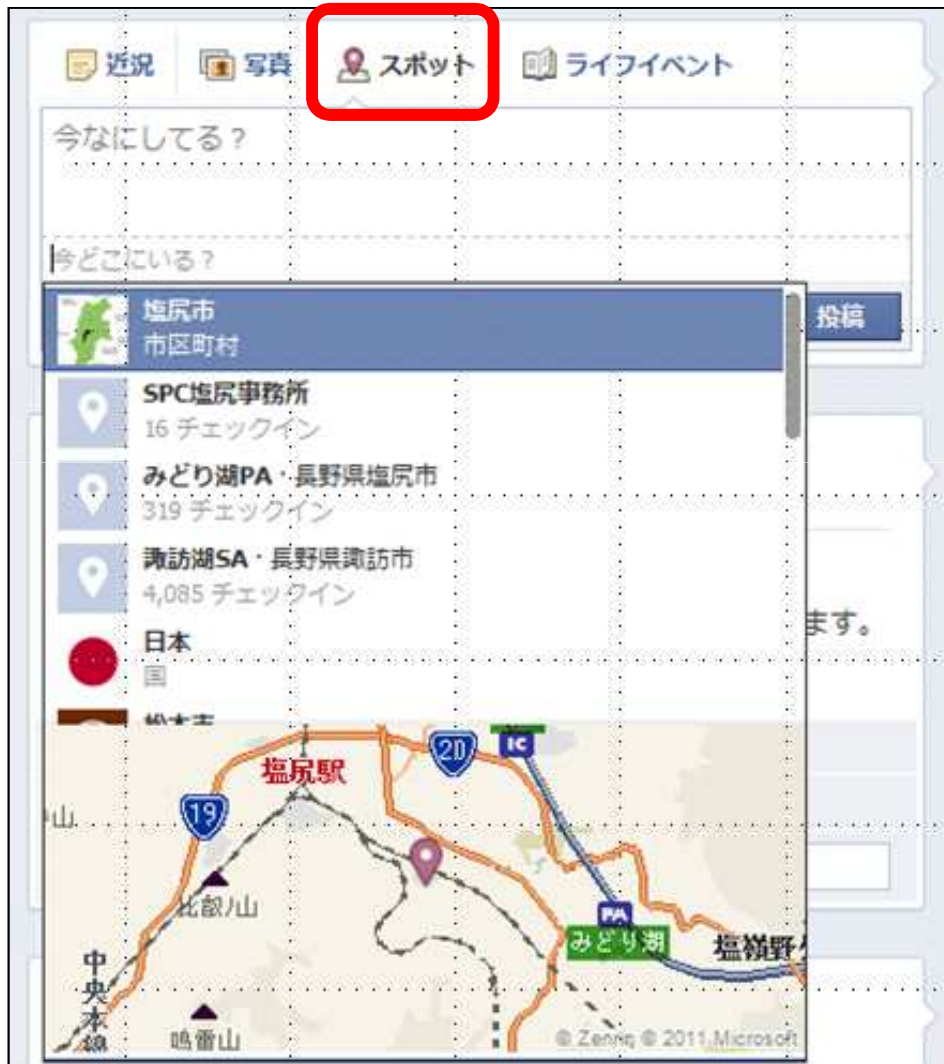 近況 写真 スポット ライフイベント
今なにしてる?
今どこにいる?
塩尻市
市区町村
投稿
SPC塩尻事務所
16 チェックイン
みどり湖PA・長野県塩尻市
319 チェックイン
諏訪湖SA・長野県諏訪市
4,085 チェックイン
ます。
日本
国
松本市
IC
20
塩尻駅
19
山
比叡ノ山
PA
みどり湖
塩嶺野
中央本線
鳴雷山
© Zenrin © 2011 Microsoft